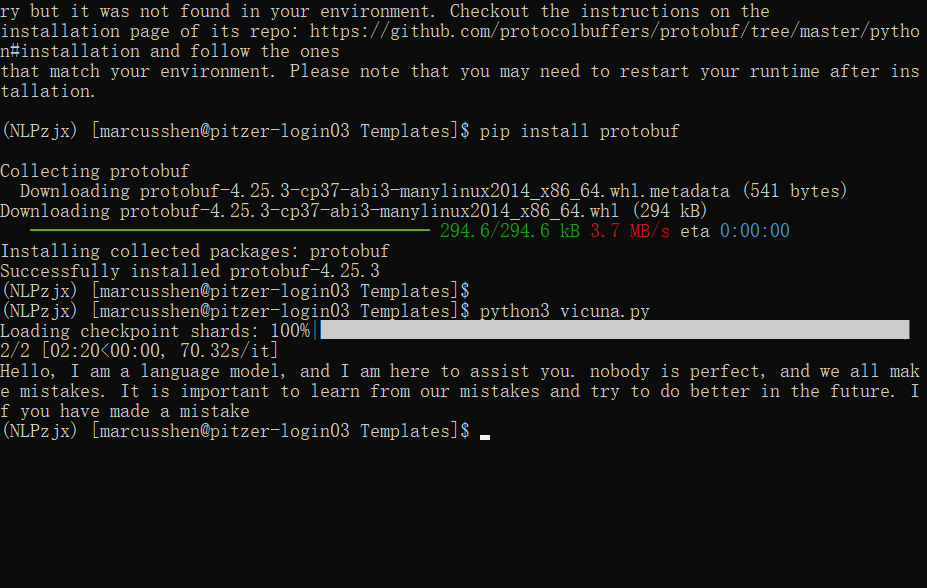 ry but it was not found in your environment. Checkout the instructions on the
installation page of its repo: https://github.com/protocolbuffers/protobuf/tree/master/pytho
n#installation and follow the ones
that match your environment. Please note that you may need to restart your runtime after ins
tallation.
(NLPzjx) [marcusshen@pitzer-login03 Templates]$ pip install protobuf
Collecting protobuf
  Downloading protobuf-4.25.3-cp37-abi3-manylinux2014_x86_64.whl.metadata (541 bytes)
Downloading protobuf-4.25.3-cp37-abi3-manylinux2014_x86_64.whl (294 kB)
294.6/294.6 kB 3.7 MB/s eta 0:00:00
Installing collected packages: protobuf
Successfully installed protobuf-4.25.3
(NLPzjx) [marcusshen@pitzer-login03 Templates]$
(NLPzjx) [marcusshen@pitzer-login03 Templates]$ python3 vicuna.py
Loading checkpoint shards: 100%|
2/2 [02:20<00:00, 70.32s/it]
Hello, I am a language model, and I am here to assist you. nobody is perfect, and we all mak
e mistakes. It is important to learn from our mistakes and try to do better in the future. I
f you have made a mistake
(NLPzjx) [marcusshen@pitzer-login03 Templates]$